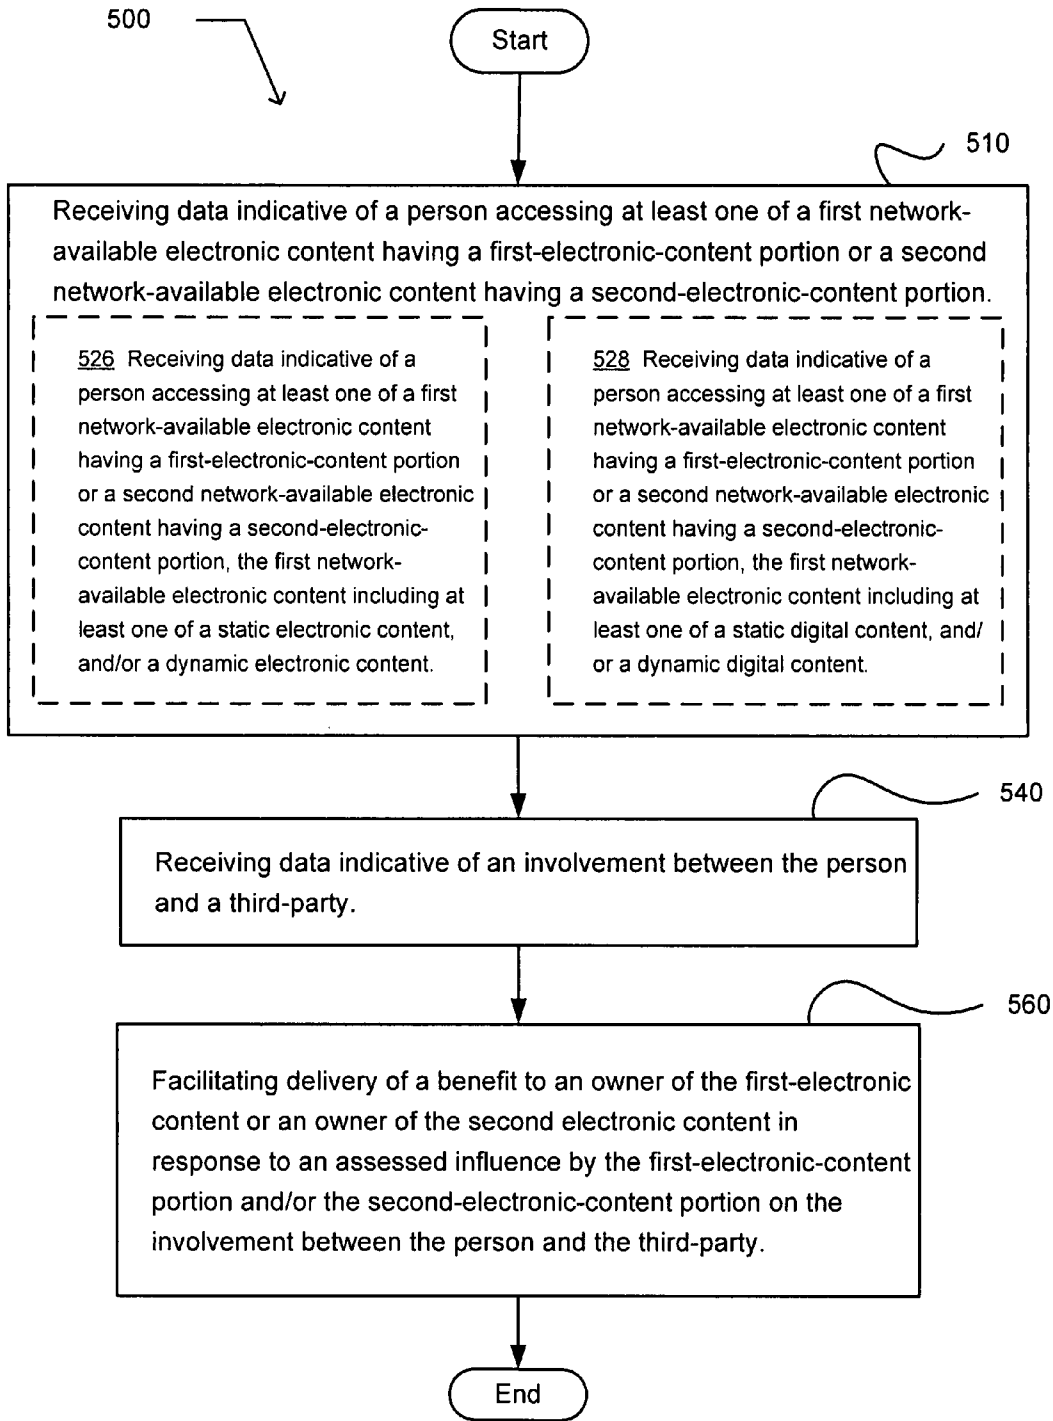 500
Start
510
Receiving data indicative of a person accessing at least one of a first network-
available electronic content having a first-electronic-content portion or a second
network-available electronic content having a second-electronic-content portion.
526 Receiving data indicative of a
person accessing at least one of a first
network-available electronic content
having a first-electronic-content portion
or a second network-available electronic
content having a second-electronic-
content portion, the first network-
available electronic content including at
least one of a static electronic content,
and/or a dynamic electronic content.
528 Receiving data indicative of a
person accessing at least one of a first
network-available electronic content
having a first-electronic-content portion
or a second network-available electronic
content having a second-electronic-
content portion, the first network-
available electronic content including at
least one of a static digital content, and/
or a dynamic digital content.
540
Receiving data indicative of an involvement between the person
and a third-party.
560
Facilitating delivery of a benefit to an owner of the first-electronic
content or an owner of the second electronic content in
response to an assessed influence by the first-electronic-content
portion and/or the second-electronic-content portion on the
involvement between the person and the third-party.
End